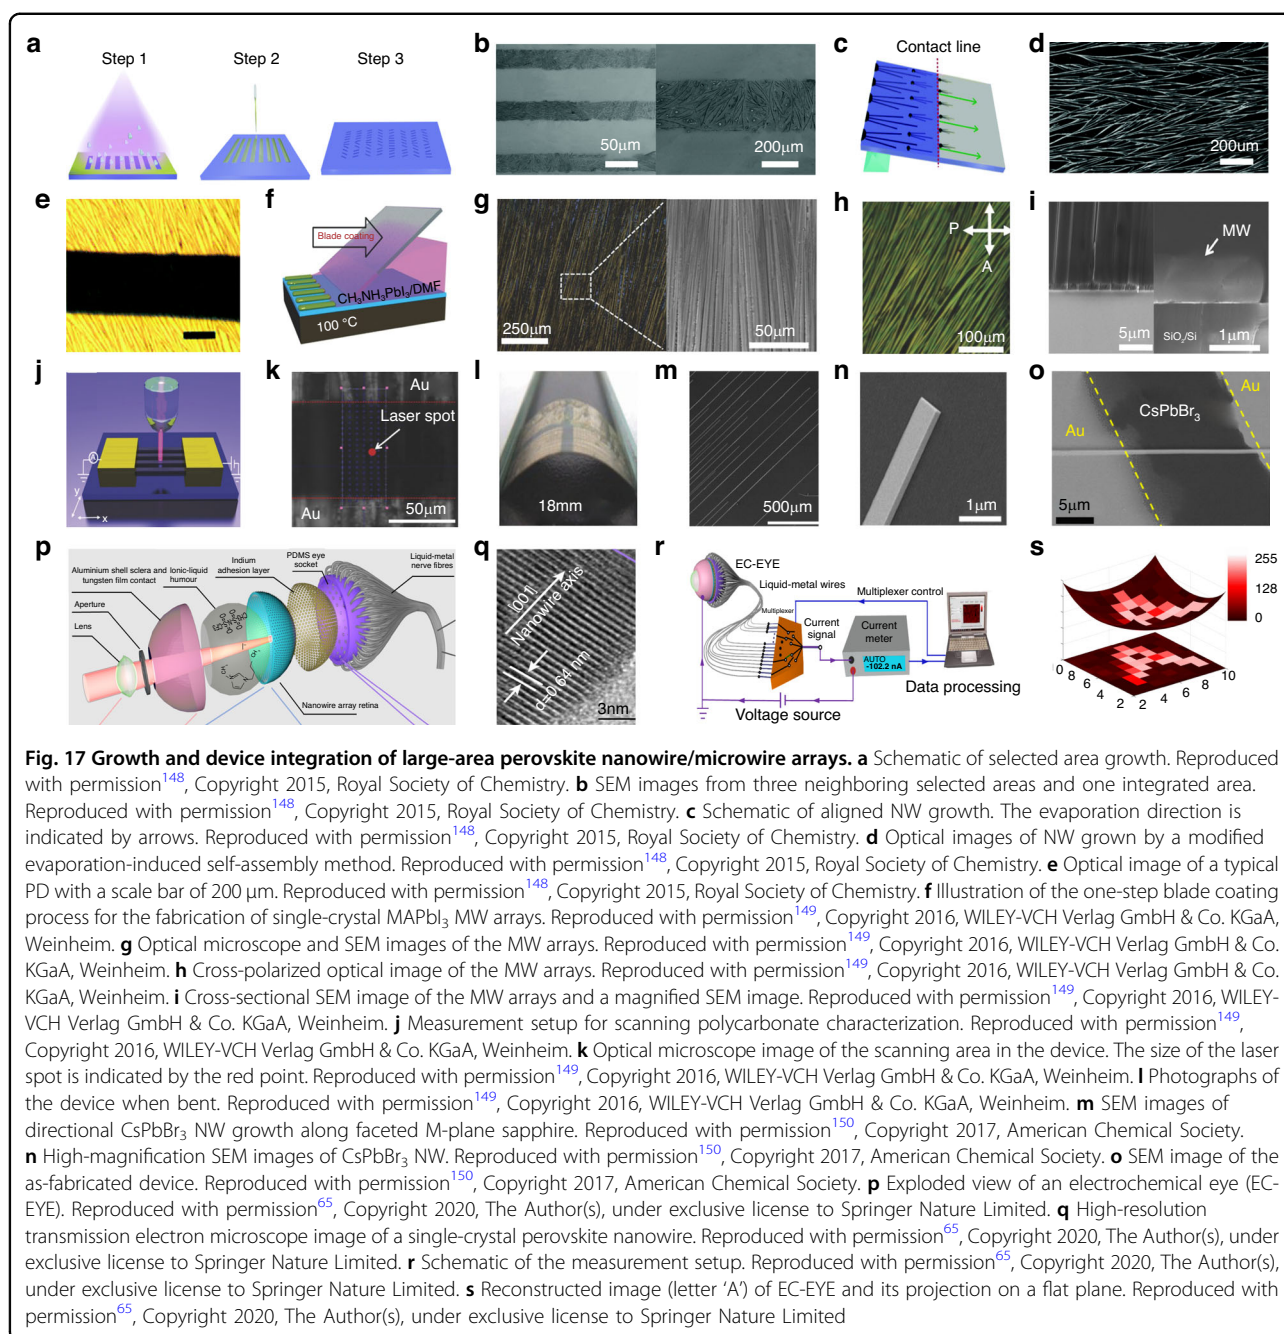 a
Step 1
Step 2
Step 3
b
50μm
200μm
c
Contact line
d
200um
e
f
Blade coating
CH₃NH₃PbI₃/DMF
100 °C
g
250μm
50μm
h
P
A
100μm
i
MW
5μm
SiO₂/Si
1μm
j
A
y
x
k
Au
Laser spot
Au
50μm
l
18mm
m
500μm
n
1μm
o
Au
CsPbBr₃
Au
5μm
p
Aluminium shell sclera and
tungsten film contact
Ionic-liquid
humour
Indium
adhesion layer
PDMS eye
socket
Liquid-metal
nerve fibres
Aperture
Lens
Nanowire array retina
q
[001]
Nanowire axis
d=0.64 nm
3nm
r
EC-EYE
Liquid-metal wires
Multiplexer
Multiplexer control
Current
signal
Current
meter
AUTO
-102.2 nA
Data processing
Voltage source
s
255
128
0
0
8
6
4
2
2
4
6
8
10
Fig. 17 Growth and device integration of large-area perovskite nanowire/microwire arrays. a Schematic of selected area growth. Reproduced
with permission¹⁴⁸, Copyright 2015, Royal Society of Chemistry. b SEM images from three neighboring selected areas and one integrated area.
Reproduced with permission¹⁴⁸, Copyright 2015, Royal Society of Chemistry. c Schematic of aligned NW growth. The evaporation direction is
indicated by arrows. Reproduced with permission¹⁴⁸, Copyright 2015, Royal Society of Chemistry. d Optical images of NW grown by a modified
evaporation-induced self-assembly method. Reproduced with permission¹⁴⁸, Copyright 2015, Royal Society of Chemistry. e Optical image of a typical
PD with a scale bar of 200 μm. Reproduced with permission¹⁴⁸, Copyright 2015, Royal Society of Chemistry. f Illustration of the one-step blade coating
process for the fabrication of single-crystal MAPbI₃ MW arrays. Reproduced with permission¹⁴⁹, Copyright 2016, WILEY-VCH Verlag GmbH & Co. KGaA,
Weinheim. g Optical microscope and SEM images of the MW arrays. Reproduced with permission¹⁴⁹, Copyright 2016, WILEY-VCH Verlag GmbH & Co.
KGaA, Weinheim. h Cross-polarized optical image of the MW arrays. Reproduced with permission¹⁴⁹, Copyright 2016, WILEY-VCH Verlag GmbH & Co.
KGaA, Weinheim. i Cross-sectional SEM image of the MW arrays and a magnified SEM image. Reproduced with permission¹⁴⁹, Copyright 2016, WILEY-
VCH Verlag GmbH & Co. KGaA, Weinheim. j Measurement setup for scanning polycarbonate characterization. Reproduced with permission¹⁴⁹,
Copyright 2016, WILEY-VCH Verlag GmbH & Co. KGaA, Weinheim. k Optical microscope image of the scanning area in the device. The size of the laser
spot is indicated by the red point. Reproduced with permission¹⁴⁹, Copyright 2016, WILEY-VCH Verlag GmbH & Co. KGaA, Weinheim. l Photographs of
the device when bent. Reproduced with permission¹⁴⁹, Copyright 2016, WILEY-VCH Verlag GmbH & Co. KGaA, Weinheim. m SEM images of
directional CsPbBr₃ NW growth along faceted M-plane sapphire. Reproduced with permission¹⁵⁰, Copyright 2017, American Chemical Society.
n High-magnification SEM images of CsPbBr₃ NW. Reproduced with permission¹⁵⁰, Copyright 2017, American Chemical Society. o SEM image of the
as-fabricated device. Reproduced with permission¹⁵⁰, Copyright 2017, American Chemical Society. p Exploded view of an electrochemical eye (EC-
EYE). Reproduced with permission⁶⁵, Copyright 2020, The Author(s), under exclusive license to Springer Nature Limited. q High-resolution
transmission electron microscope image of a single-crystal perovskite nanowire. Reproduced with permission⁶⁵, Copyright 2020, The Author(s), under
exclusive license to Springer Nature Limited. r Schematic of the measurement setup. Reproduced with permission⁶⁵, Copyright 2020, The Author(s),
under exclusive license to Springer Nature Limited. s Reconstructed image (letter ‘A’) of EC-EYE and its projection on a flat plane. Reproduced with
permission⁶⁵, Copyright 2020, The Author(s), under exclusive license to Springer Nature Limited